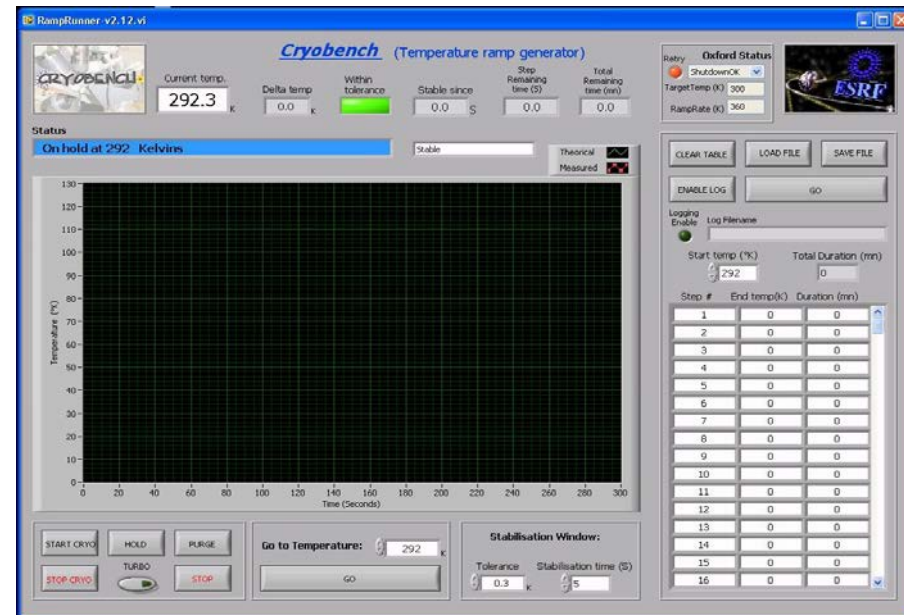 RampRunner-v2.12.vi
CRYOBENCH
Cryobench (Temperature ramp generator)
Current temp.
292.3 K
Delta temp
0.0 K
Within tolerance
Stable since
0.0 S
Step Remaining time (S)
0.0
Total Remaining time (mn)
0.0
Retry
Oxford Status
ShutdownOK
TargetTemp (K) 300
RampRate (K) 360
ESRF
Status
On hold at 292 Kelvins
Stable
Theorical
Measured
Temperature (°K)
130
120
110
100
90
80
70
60
50
40
30
20
10
0
0 20 40 60 80 100 120 140 160 180 200 220 240 260 280 300
Time (Seconds)
CLEAR TABLE LOAD FILE SAVE FILE
ENABLE LOG GO
Logging Enable
Log Filename
Start temp (°K)
292
Total Duration (mn)
0
Step # End temp(K) Duration (mn)
1 0 0
2 0 0
3 0 0
4 0 0
5 0 0
6 0 0
7 0 0
8 0 0
9 0 0
10 0 0
11 0 0
12 0 0
13 0 0
14 0 0
15 0 0
16 0 0
START CRYO HOLD PURGE
STOP CRYO TURBO STOP
Go to Temperature: 292 K
GO
Stabilisation Window:
Tolerance Stabilisation time (S)
0.3 K 5